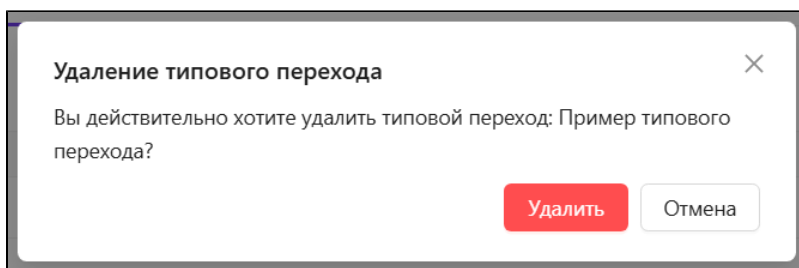 Удаление типового перехода
Вы действительно хотите удалить типовой переход: Пример типового
перехода?
Удалить
Отмена